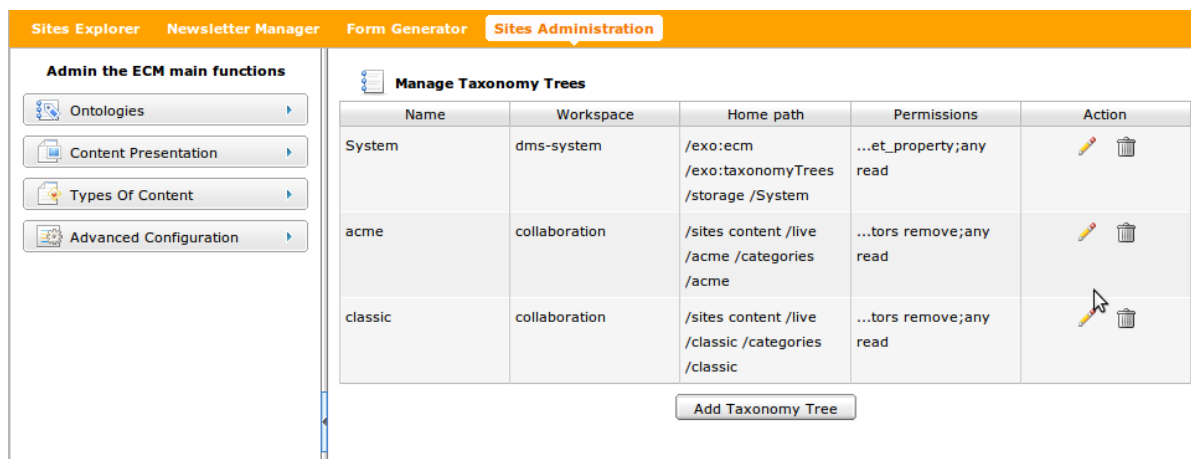 Sites Explorer Newsletter Manager Form Generator Sites Administration
Admin the ECM main functions
Ontologies
Content Presentation
Types Of Content
Advanced Configuration
Manage Taxonomy Trees
Name Workspace Home path Permissions Action
System dms-system /exo:ecm ...et_property;any
/exo:taxonomyTrees read
/storage /System
acme collaboration /sites content /live ...tors remove;any
/acme /categories read
/acme
classic collaboration /sites content /live ...tors remove;any
/classic /categories read
/classic
Add Taxonomy Tree